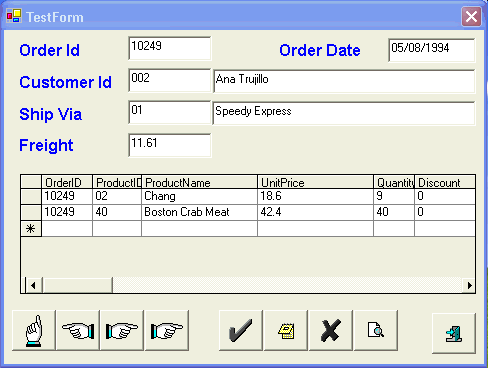 TestForm
Order Id 10249 Order Date 05/08/1994
Customer Id 002 Ana Trujillo
Ship Via 01 Speedy Express
Freight 11.61
OrderID ProductID ProductName UnitPrice Quantity Discount
10249 02 Chang 18.6 9 0
10249 40 Boston Crab Meat 42.4 40 0